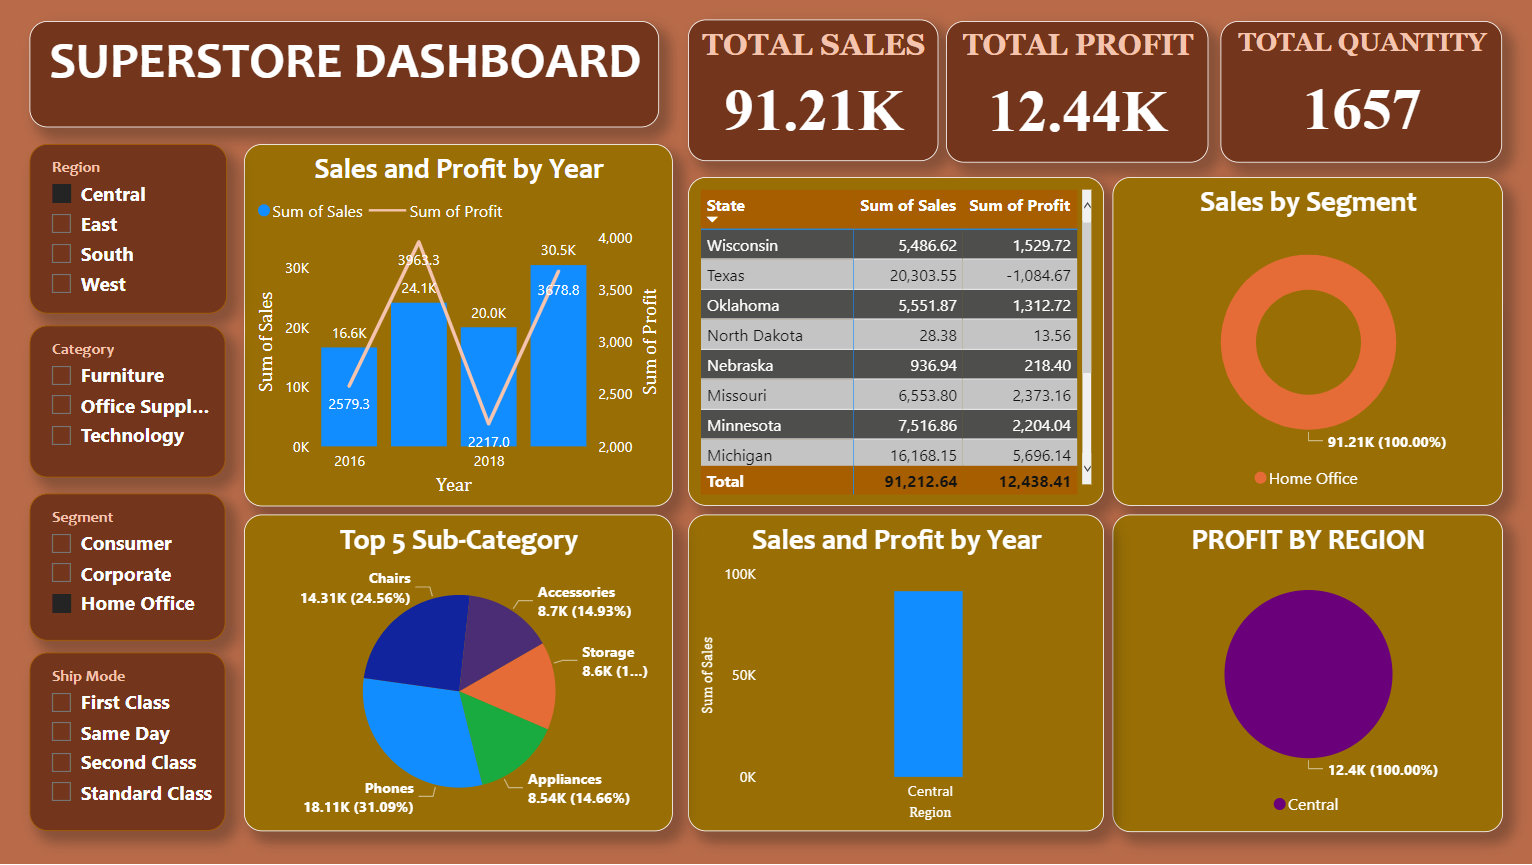 SUPERSTORE DASHBOARD
TOTAL SALES
91.21K
TOTAL PROFIT
12.44K
TOTAL QUANTITY
1657
Region
Central
East
South
West
Category
Furniture
Office Suppl...
Technology
Segment
Consumer
Corporate
Home Office
Ship Mode
First Class
Same Day
Second Class
Standard Class
Sales and Profit by Year
Sum of Sales Sum of Profit
Sum of Sales
30K
20K
10K
0K
16.6K
24.1K
20.0K
30.5K
2579.3
3963.3
2217.0
3678.8
4,000
3,500
3,000
2,500
2,000
Sum of Profit
2016 2018
Year
State Sum of Sales Sum of Profit
Wisconsin 5,486.62 1,529.72
Texas 20,303.55 -1,084.67
Oklahoma 5,551.87 1,312.72
North Dakota 28.38 13.56
Nebraska 936.94 218.40
Missouri 6,553.80 2,373.16
Minnesota 7,516.86 2,204.04
Michigan 16,168.15 5,696.14
Total 91,212.64 12,438.41
Sales by Segment
91.21K (100.00%)
Home Office
Top 5 Sub-Category
Chairs
14.31K (24.56%)
Accessories
8.7K (14.93%)
Storage
8.6K (1...)
Appliances
8.54K (14.66%)
Phones
18.11K (31.09%)
Sales and Profit by Year
Sum of Sales
100K
50K
0K
Central
Region
PROFIT BY REGION
12.4K (100.00%)
Central